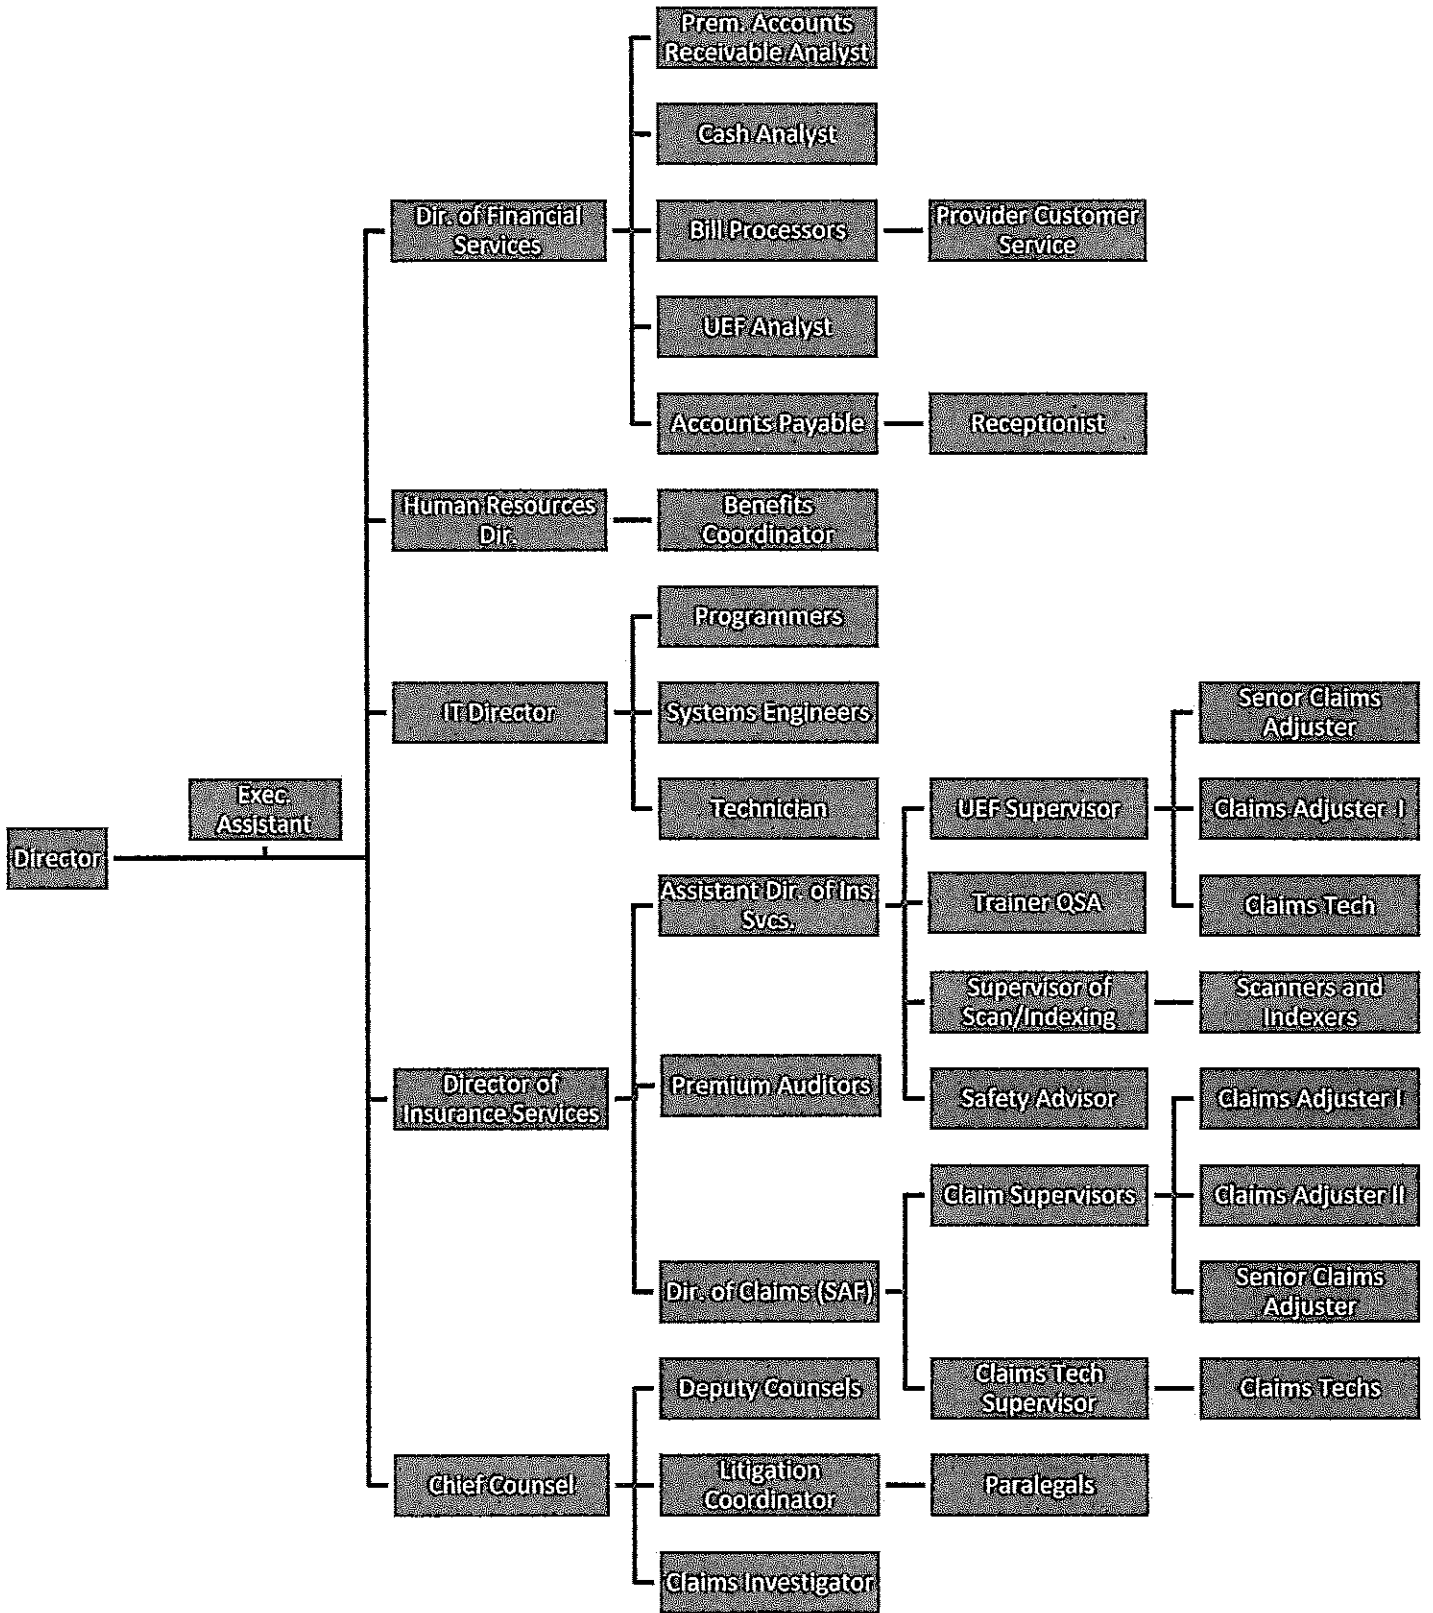 Prem. Accounts
Receivable Analyst
Cash Analyst
Dir. of Financial
Services
Bill Processors
Provider Customer
Service
UEF Analyst
Accounts Payable
Receptionist
Human Resources
Dir.
Benefits
Coordinator
Programmers
IT Director
Systems Engineers
Senor Claims
Adjuster
Exec.
Assistant
Technician
UEF Supervisor
Claims Adjuster I
Director
Assistant Dir. of Ins.
Svcs.
Trainer QSA
Claims Tech
Supervisor of
Scan/Indexing
Scanners and
Indexers
Director of
Insurance Services
Premium Auditors
Safety Advisor
Claims Adjuster I
Claim Supervisors
Claims Adjuster II
Dir. of Claims (SAF)
Senior Claims
Adjuster
Deputy Counsels
Claims Tech
Supervisor
Claims Techs
Chief Counsel
Litigation
Coordinator
Paralegals
Claims Investigator